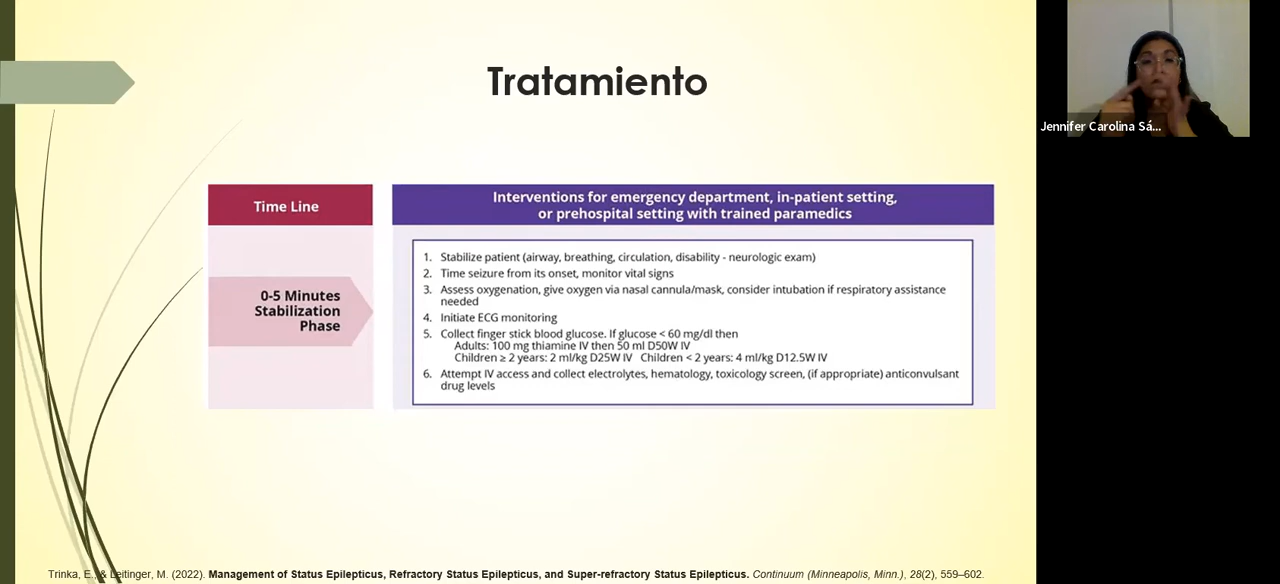 Tratamiento
Jennifer Carolina Sá...
Time Line
Interventions for emergency department, in-patient setting,
or prehospital setting with trained paramedics
0-5 Minutes
Stabilization
Phase
1. Stabilize patient (airway, breathing, circulation, disability - neurologic exam)
2. Time seizure from its onset, monitor vital signs
3. Assess oxygenation, give oxygen via nasal cannula/mask, consider intubation if respiratory assistance
needed
4. Initiate ECG monitoring
5. Collect finger stick blood glucose. If glucose < 60 mg/dl then
Adults: 100 mg thiamine IV then 50 ml D50W IV
Children ≥ 2 years: 2 ml/kg D25W IV Children < 2 years: 4 ml/kg D12.5W IV
6. Attempt IV access and collect electrolytes, hematology, toxicology screen, (if appropriate) anticonvulsant
drug levels
Trinka, E., & Leitinger, M. (2022). Management of Status Epilepticus, Refractory Status Epilepticus, and Super-refractory Status Epilepticus. Continuum (Minneapolis, Minn.), 28(2), 559–602.